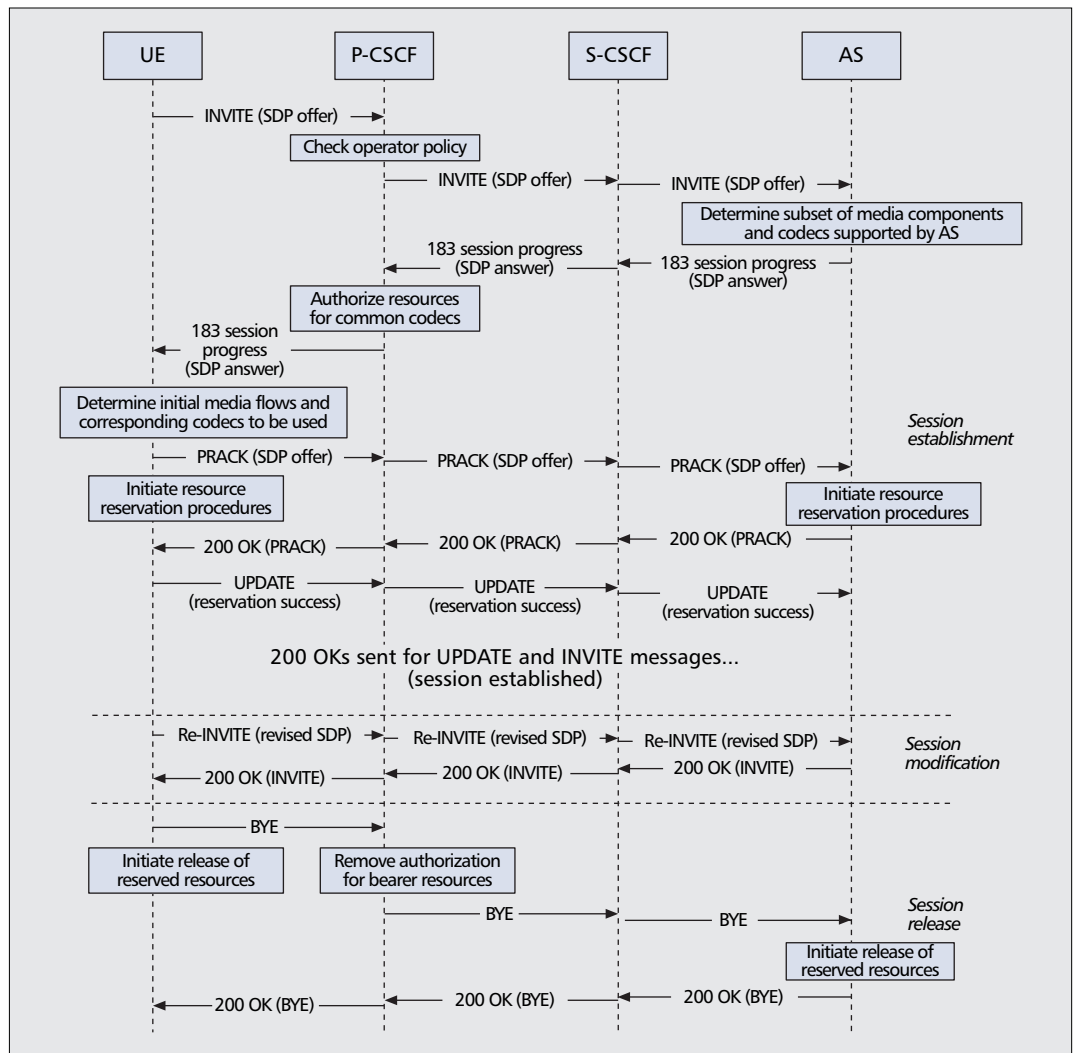 UE
P-CSCF
S-CSCF
AS
INVITE (SDP offer)
Check operator policy
INVITE (SDP offer)
INVITE (SDP offer)
Determine subset of media components
and codecs supported by AS
183 session progress
(SDP answer)
183 session progress
(SDP answer)
Authorize resources
for common codecs
183 session
progress
(SDP answer)
Determine initial media flows and
corresponding codecs to be used
Session
establishment
PRACK (SDP offer)
PRACK (SDP offer)
PRACK (SDP offer)
Initiate resource
reservation procedures
Initiate resource
reservation procedures
200 OK (PRACK)
200 OK (PRACK)
200 OK (PRACK)
UPDATE
(reservation success)
UPDATE
(reservation success)
UPDATE
(reservation success)
200 OKs sent for UPDATE and INVITE messages...
(session established)
Re-INVITE (revised SDP)
Re-INVITE (revised SDP)
Re-INVITE (revised SDP)
Session
modification
200 OK (INVITE)
200 OK (INVITE)
200 OK (INVITE)
BYE
Initiate release of
reserved resources
Remove authorization
for bearer resources
BYE
BYE
Session
release
Initiate release of
reserved resources
200 OK (BYE)
200 OK (BYE)
200 OK (BYE)